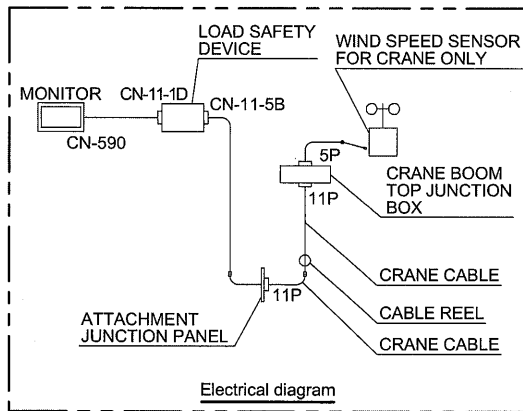 LOAD SAFETY
DEVICE
WIND SPEED SENSOR
FOR CRANE ONLY
MONITOR
CN-11-1D
CN-11-5B
CN-590
5P
CRANE BOOM
TOP JUNCTION
BOX
11P
CRANE CABLE
11P
CABLE REEL
ATTACHMENT
JUNCTION PANEL
CRANE CABLE
Electrical diagram